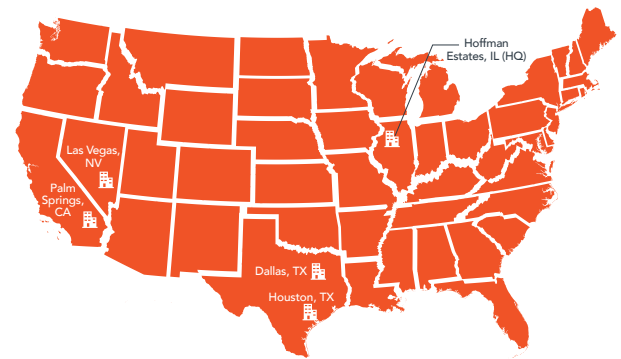 Hoffman
Estates, IL (HQ)
Las Vegas,
NV
Palm
Springs,
CA
Dallas, TX
Houston, TX